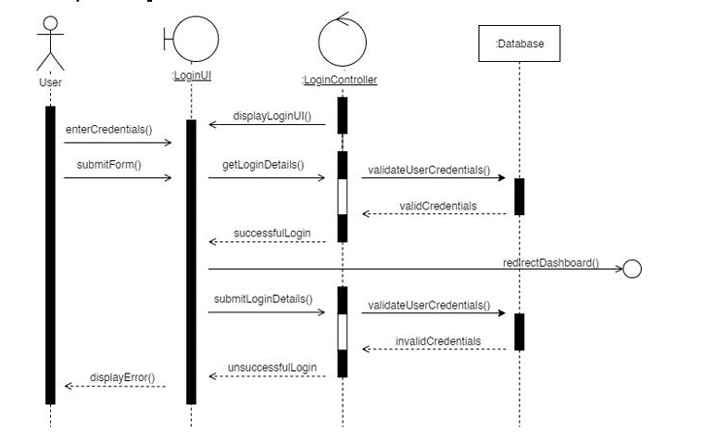 :Database
User
:LoginUI
:LoginController
displayLoginUI()
enterCredentials()
submitForm()
getLoginDetails()
validateUserCredentials()
validCredentials
successfulLogin
redirectDashboard()
submitLoginDetails()
validateUserCredentials()
invalidCredentials
unsuccessfulLogin
displayError()